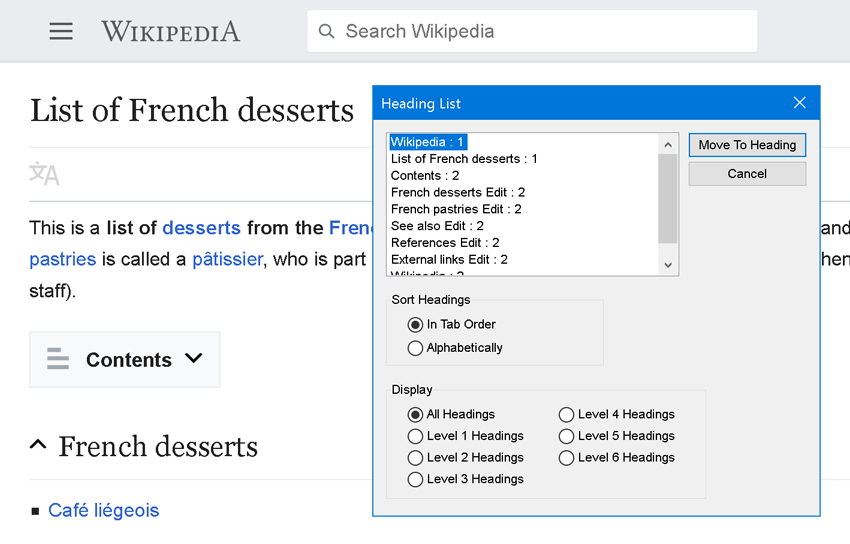 WIKIPEDIA
Search Wikipedia
List of French desserts
文A
This is a list of desserts from the Fren
and
pastries is called a pâtissier, who is part
hen
staff).
Contents
French desserts
Café liégeois
Heading List
Wikipedia : 1
List of French desserts : 1
Contents : 2
French desserts Edit : 2
French pastries Edit : 2
See also Edit : 2
References Edit : 2
External links Edit : 2
Wikipedia : 2
Move To Heading
Cancel
Sort Headings
In Tab Order
Alphabetically
Display
All Headings
Level 1 Headings
Level 2 Headings
Level 3 Headings
Level 4 Headings
Level 5 Headings
Level 6 Headings